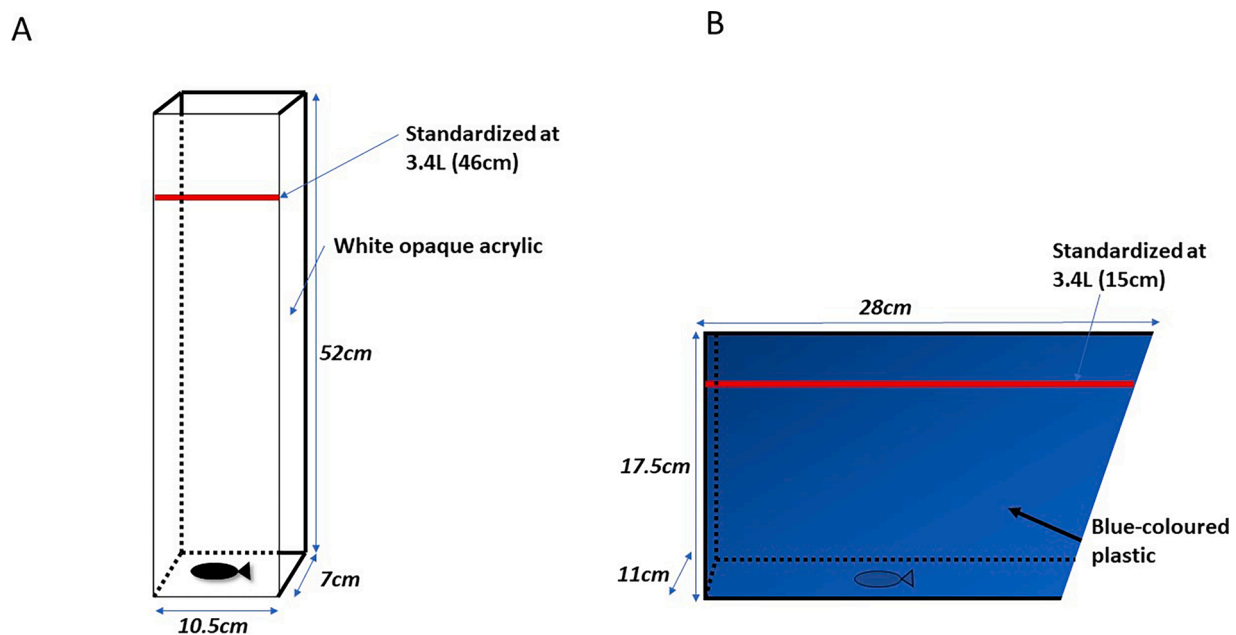 A
B
Standardized at
3.4L (46cm)
White opaque acrylic
52cm
7cm
10.5cm
Standardized at
3.4L (15cm)
28cm
17.5cm
11cm
Blue-coloured
plastic